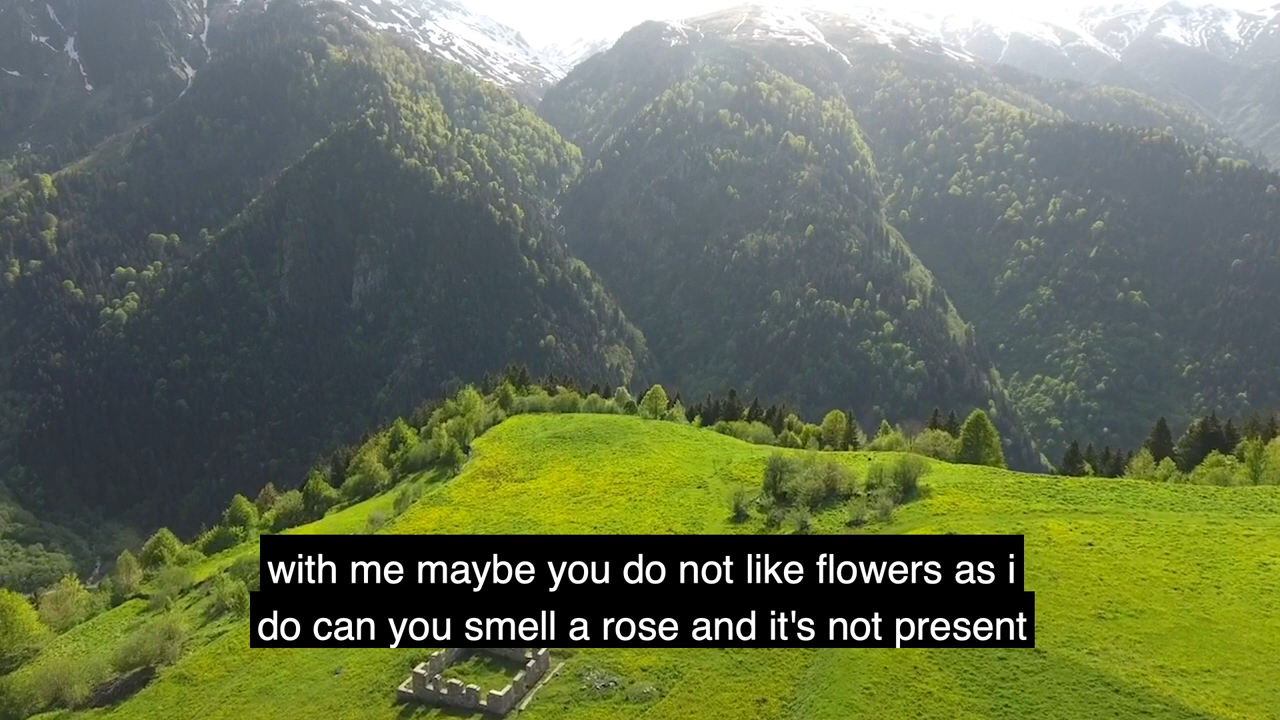 with me maybe you do not like flowers as i
do can you smell a rose and it's not present